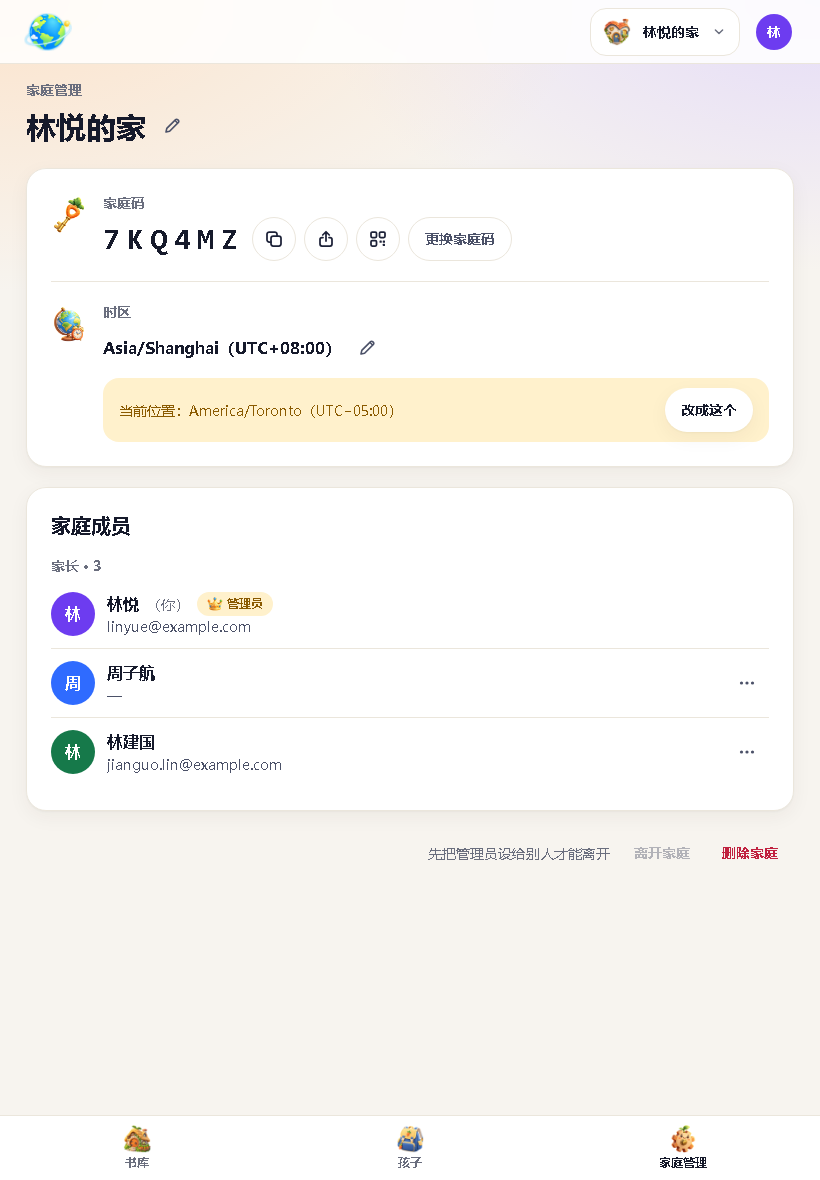 林悦的家
林
家庭管理
林悦的家
家庭码
7KQ4MZ
更换家庭码
时区
Asia/Shanghai（UTC+08:00）
当前位置：America/Toronto（UTC−05:00）
改成这个
家庭成员
家长 • 3
林
林悦 （你） 管理员
linyue@example.com
周
周子航
—
林
林建国
jianguo.lin@example.com
先把管理员设给别人才能离开 离开家庭 删除家庭
书库 孩子 家庭管理